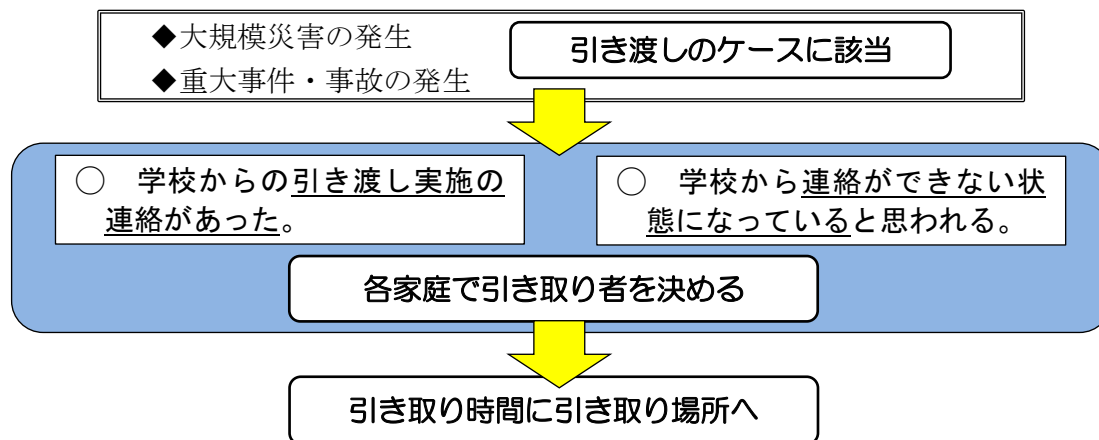 ◆大規模災害の発生
◆重大事件・事故の発生
引き渡しのケースに該当
○　学校からの引き渡し実施の
連絡があった。
○　学校から連絡ができない状
態になっていると思われる。
各家庭で引き取り者を決める
引き取り時間に引き取り場所へ